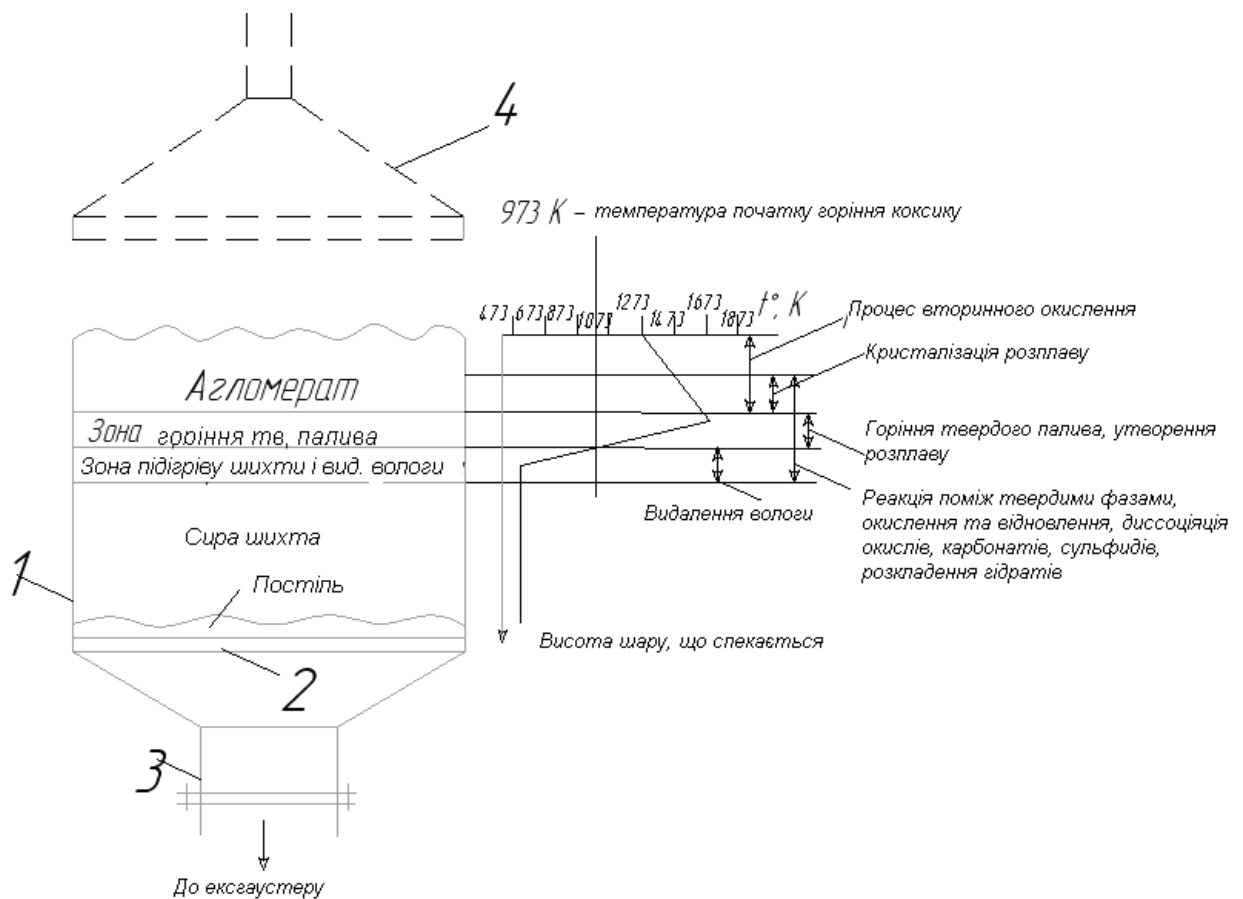 4
973 К – температура початку горіння коксику
473 673 873 1073 1273 1473 1673 1873 t°, К
Процес вторинного окислення
Кристалізація розплаву
Агломерат
Зона горіння тв, палива
Зона підігріву шихти і вид. вологи
Горіння твердого палива, утворення
розплаву
Видалення вологи
Реакція поміж твердими фазами,
окислення та відновлення, диссоціяція
окислів, карбонатів, сульфидів,
розкладення гідратів
Сира шихта
1
Постіль
Висота шару, що спекається
2
3
До ексгаустеру